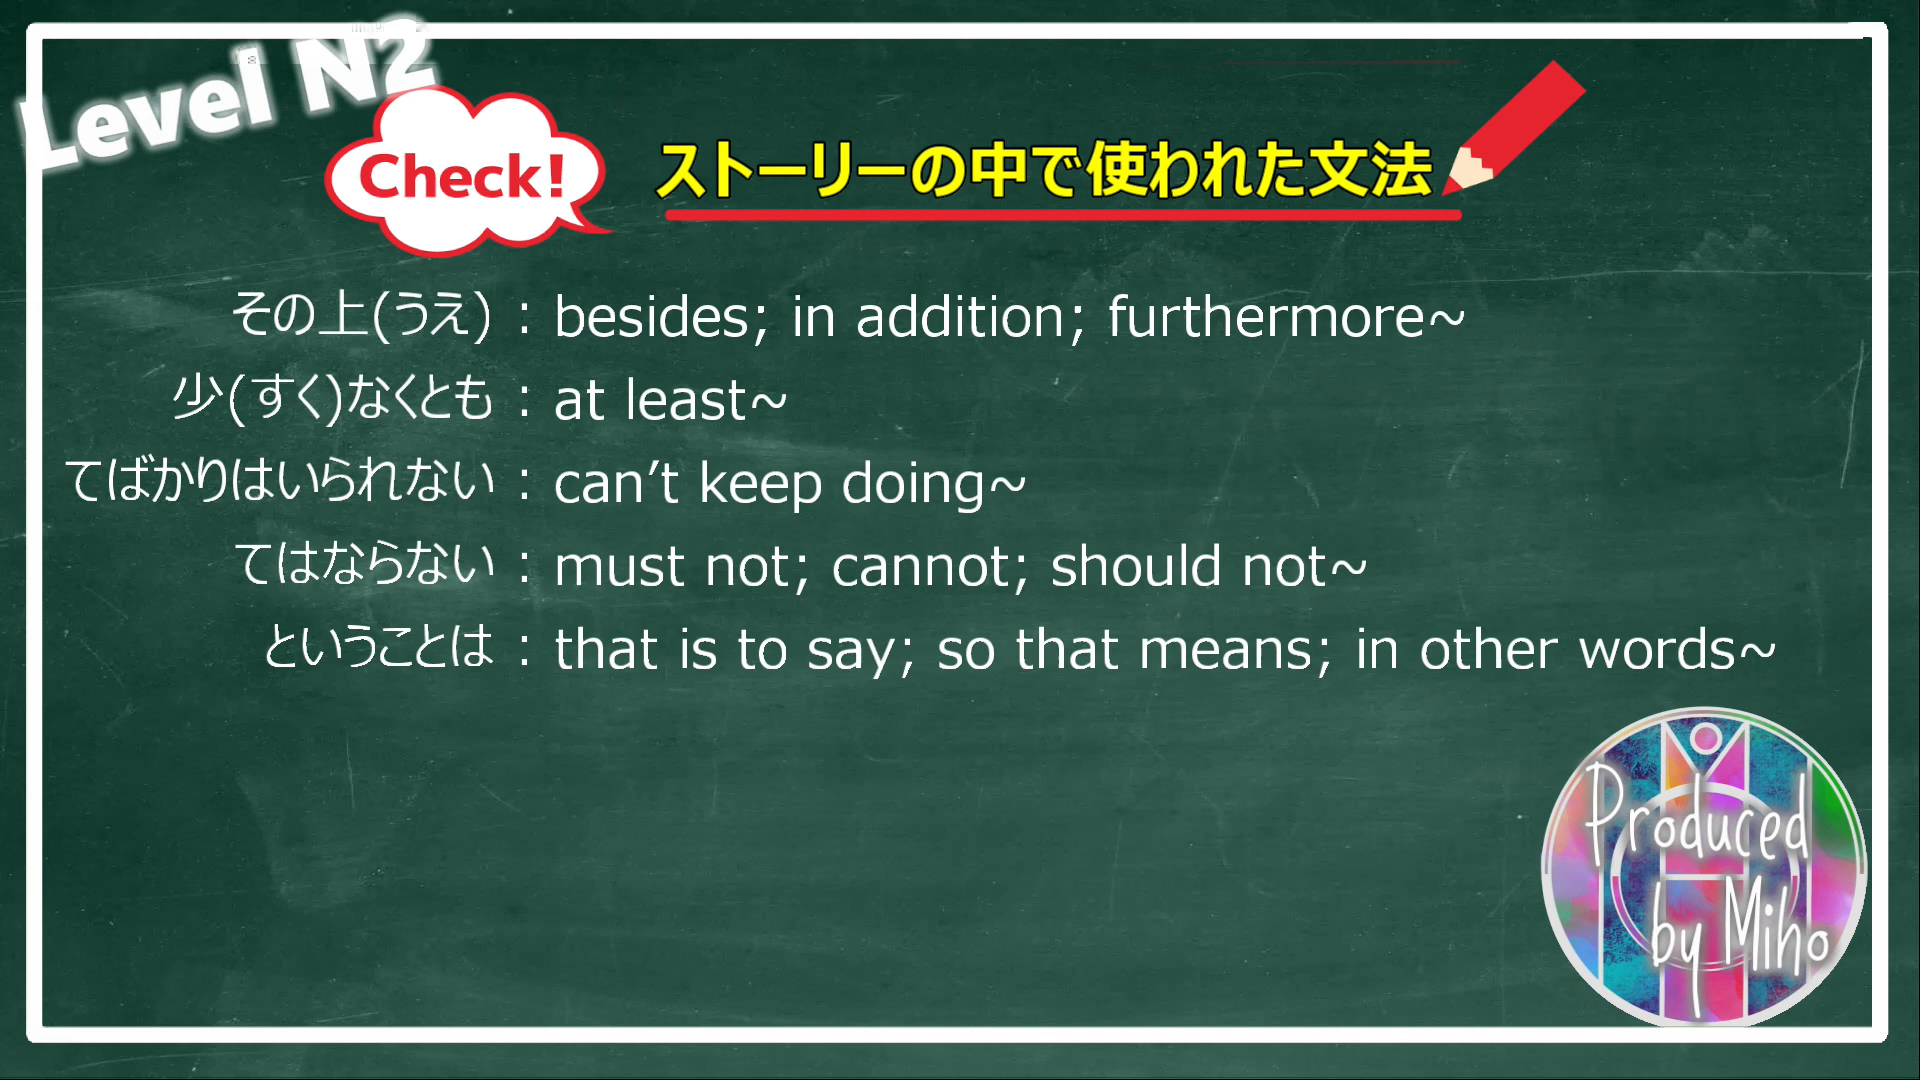 Level N2
Check!
ストーリーの中で使われた文法
その上(うえ) : besides; in addition; furthermore~
少(すく)なくとも : at least~
てばかりはいられない : can't keep doing~
てはならない : must not; cannot; should not~
ということは : that is to say; so that means; in other words~
Produced
by Miho